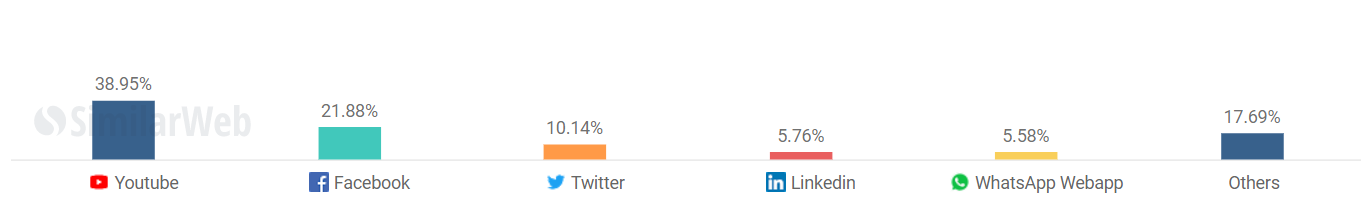 38.95%
21.88%
10.14%
5.76%
5.58%
17.69%
SimilarWeb
Youtube
Facebook
Twitter
Linkedin
WhatsApp Webapp
Others